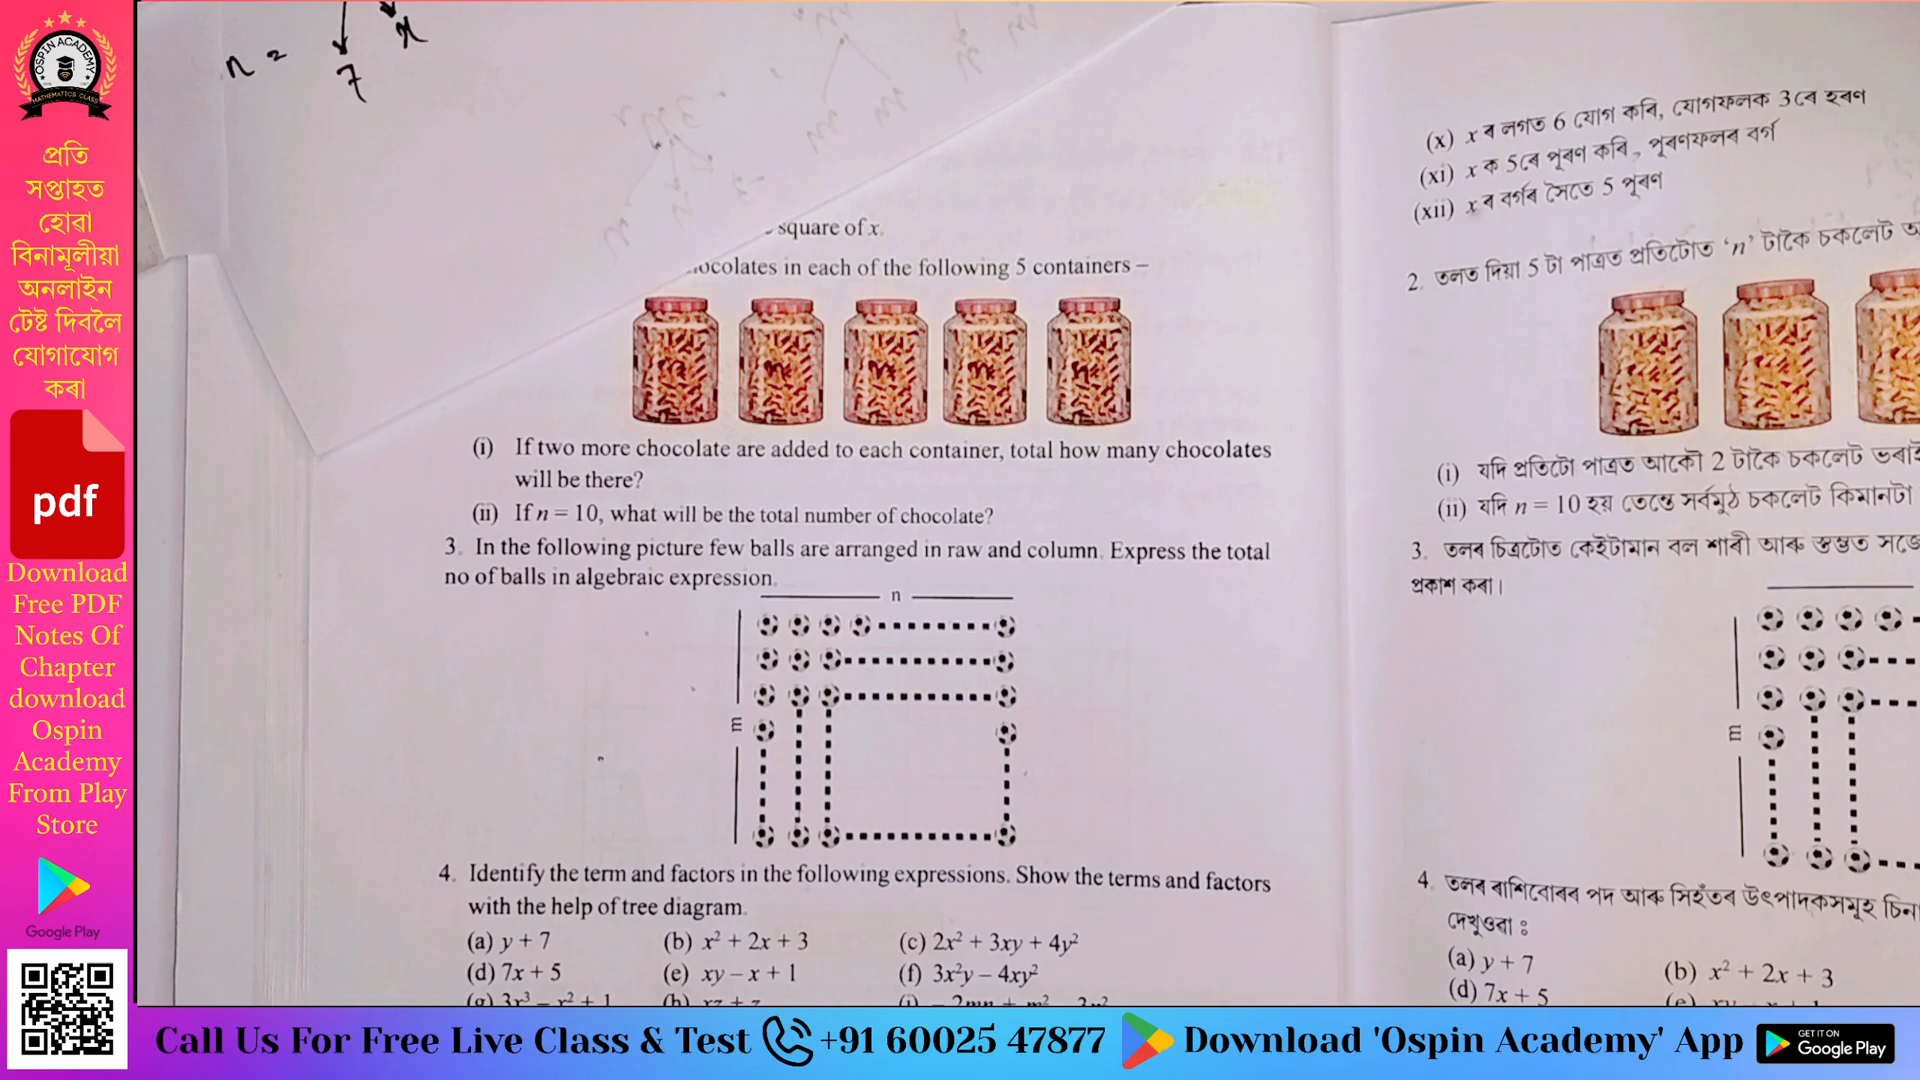 OSPIN ACADEMY
MATHEMATICS CLASS
প্ৰতি
সপ্তাহত
হোৱা
বিনামূলীয়া
অনলাইন
টেষ্ট দিবলৈ
যোগাযোগ
কৰা
pdf
Download
Free PDF
Notes Of
Chapter
download
Ospin
Academy
From Play
Store
Google Play
n =
7
x
square of x.
in each of the following 5 containers –
n n n n
(i) If two more chocolate are added to each container, total how many chocolates
will be there?
(ii) If n = 10, what will be the total number of chocolate?
3. In the following picture few balls are arranged in raw and column. Express the total
no of balls in algebraic expression.
n
m
4. Identify the term and factors in the following expressions. Show the terms and factors
with the help of tree diagram.
(a) y + 7 (b) x² + 2x + 3 (c) 2x² + 3xy + 4y²
(d) 7x + 5 (e) xy – x + 1 (f) 3x²y – 4xy²
(g) 3x³ – x² + 1 (h) xz + z
(x) x ৰ লগত 6 যোগ কৰি, যোগফলক 3ৰে হৰণ
(xi) x ক 5ৰে পূৰণ কৰি, পূৰণফলৰ বৰ্গ
(xii) x ৰ বৰ্গৰ সৈতে 5 পূৰণ
2. তলত দিয়া 5 টা পাত্ৰত প্ৰতিটোত ‘n’ টাকৈ চকলেট
(i) যদি প্ৰতিটো পাত্ৰত আকৌ 2 টাকৈ চকলেট
(ii) যদি n = 10 হয় তেন্তে সৰ্বমুঠ চকলেট কিমানটা
3. তলৰ চিত্ৰটোত কেইটামান বল শাৰী আৰু স্তম্ভত
প্ৰকাশ কৰা।
m
4. তলৰ ৰাশিবোৰৰ পদ আৰু সিহঁতৰ উৎপাদকসমূহ
দেখুওৱা :
(a) y + 7 (b) x² + 2x + 3
(d) 7x + 5 (e)
Call Us For Free Live Class & Test +91 60025 47877 Download 'Ospin Academy' App
GET IT ON
Google Play